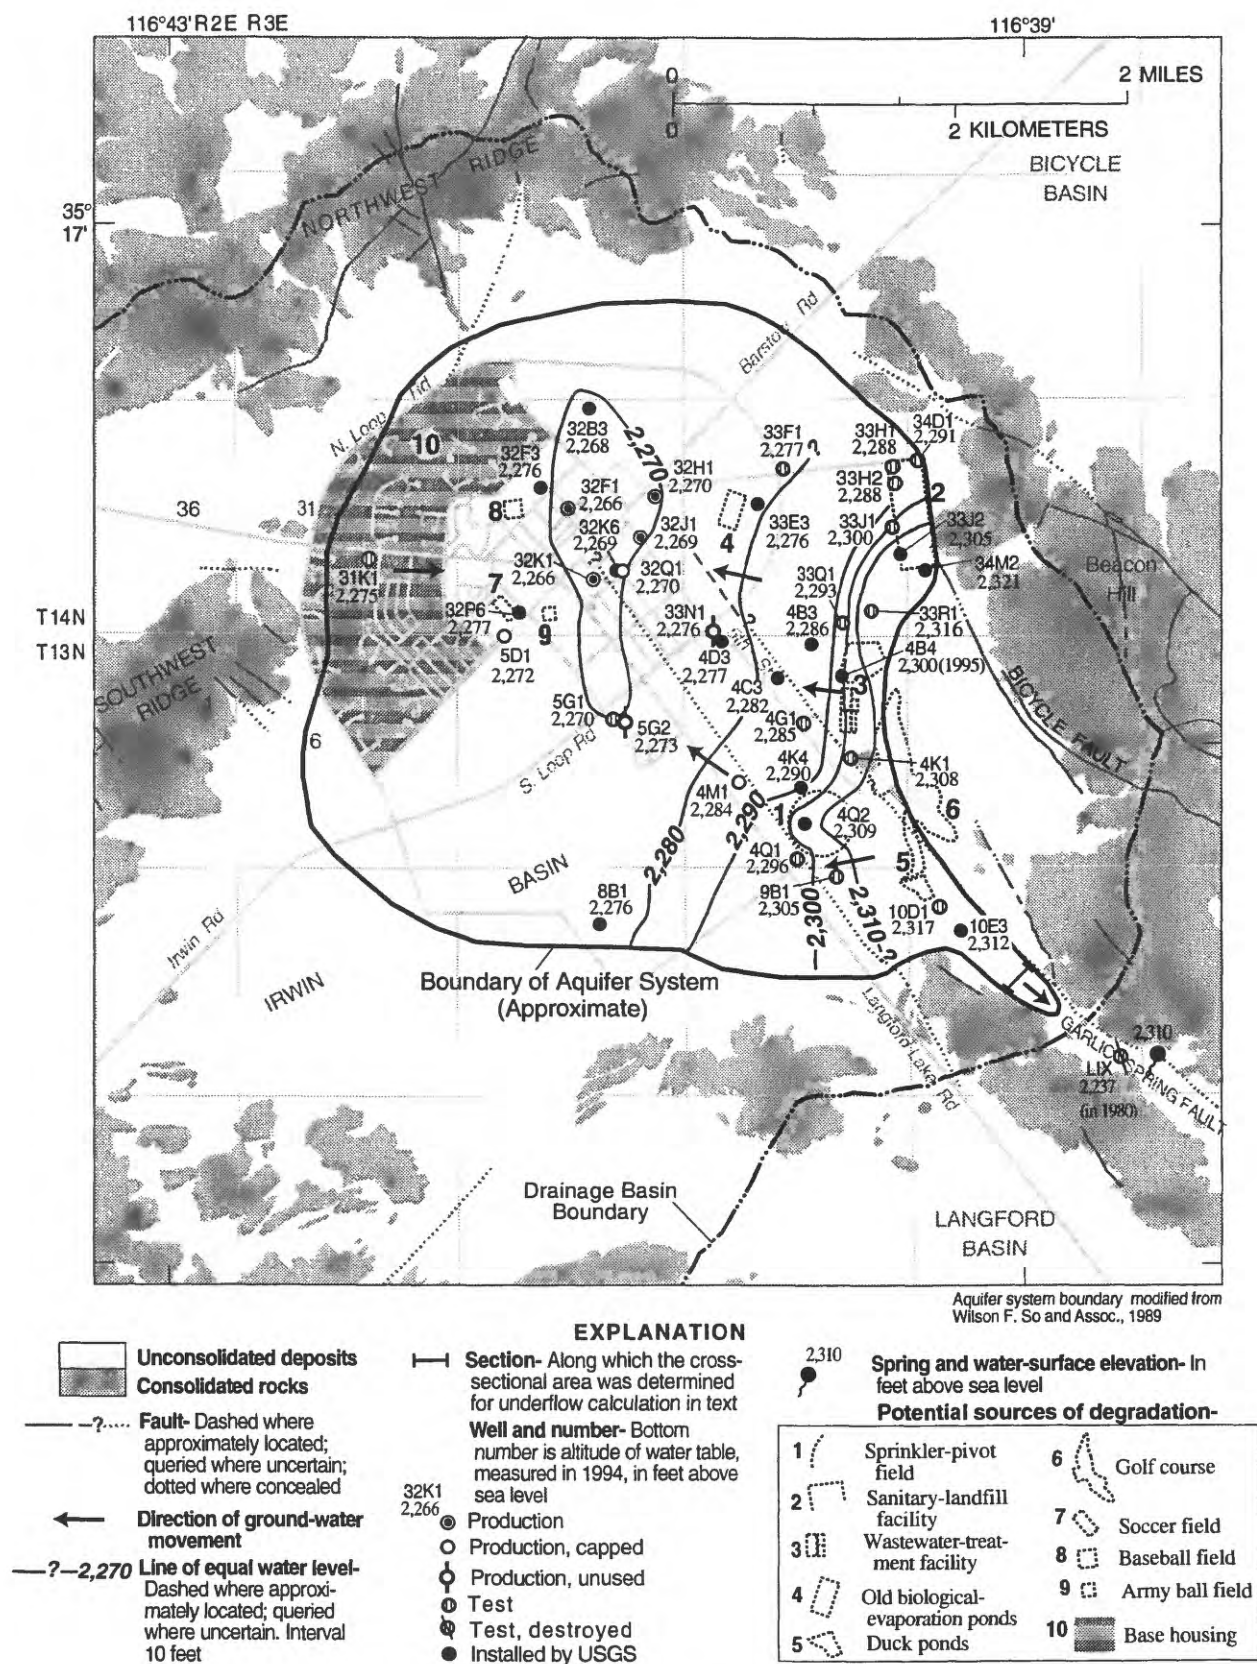 116°43' R2E R3E
116°39'
0 2 MILES
0 2 KILOMETERS
BICYCLE
BASIN
NORTHWEST RIDGE
35°
17'
Barstow Rd
N. Loop Rd
10
32B3
2,268
2,270
32F3
2,276
8
32F1
2,266
32H1
2,270
32K6
2,269
32J1
2,269
32K1
2,266
32Q1
2,270
33F1
2,277
?
4
33E3
2,276
33H1
2,288
34D1
2,291
33H2
2,288
2
33J1
2,300
33J2
2,305
34M2
2,321
Beacon
Hill
36
31
31K1
2,275
7
32P6
2,277
9
5D1
2,272
33N1
2,276
?
4D3
2,277
33Q1
2,293
4B3
2,286
33R1
2,316
4B4
2,300(1995)
T14N
T13N
SOUTHWEST
RIDGE
6
4C3
2,282
3
5G1
2,270
5G2
2,273
4G1
2,285
BICYCLE FAULT
S. Loop Rd
4K4
2,290
4K1
2,308
4M1
2,284
2,280
2,290
1
4Q2
2,309
6
4Q1
2,296
5
BASIN
8B1
2,276
9B1
2,305
2,300
2,310-?
10D1
2,317
10E3
2,312
Irwin Rd
IRWIN
Boundary of Aquifer System
(Approximate)
Langford Lake Rd
GARLIC SPRING FAULT
2,310
LIX
2,237
(in 1980)
Drainage Basin
Boundary
LANGFORD
BASIN
Aquifer system boundary modified from
Wilson F. So and Assoc., 1989
EXPLANATION
Unconsolidated deposits
Consolidated rocks
—?..... Fault- Dashed where
approximately located;
queried where uncertain;
dotted where concealed
Direction of ground-water
movement
—?—2,270 Line of equal water level-
Dashed where approxi-
mately located; queried
where uncertain. Interval
10 feet
Section- Along which the cross-
sectional area was determined
for underflow calculation in text
Well and number- Bottom
number is altitude of water table,
measured in 1994, in feet above
sea level
32K1
2,266
Production
Production, capped
Production, unused
Test
Test, destroyed
Installed by USGS
2,310
Spring and water-surface elevation- In
feet above sea level
Potential sources of degradation-
1 Sprinkler-pivot
field
2 Sanitary-landfill
facility
3 Wastewater-treat-
ment facility
4 Old biological-
evaporation ponds
5 Duck ponds
6 Golf course
7 Soccer field
8 Baseball field
9 Army ball field
10 Base housing